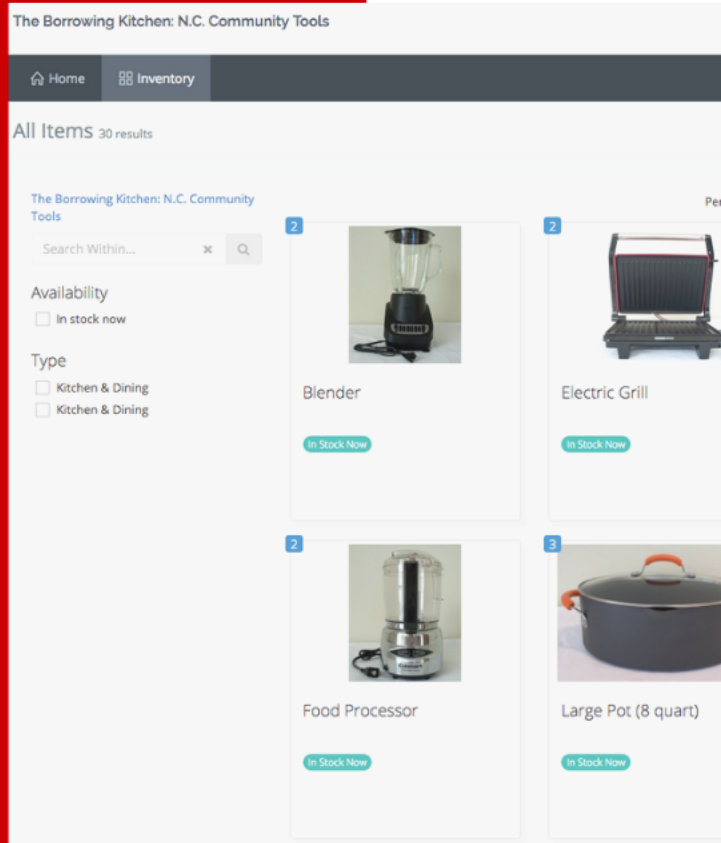 The Borrowing Kitchen: N.C. Community Tools
Home
Inventory
All Items 30 results
The Borrowing Kitchen: N.C. Community
Tools
Search Within...
Availability
In stock now
Type
Kitchen & Dining
Kitchen & Dining
Per
2
2
Blender
Electric Grill
In Stock Now
In Stock Now
2
3
Food Processor
Large Pot (8 quart)
In Stock Now
In Stock Now